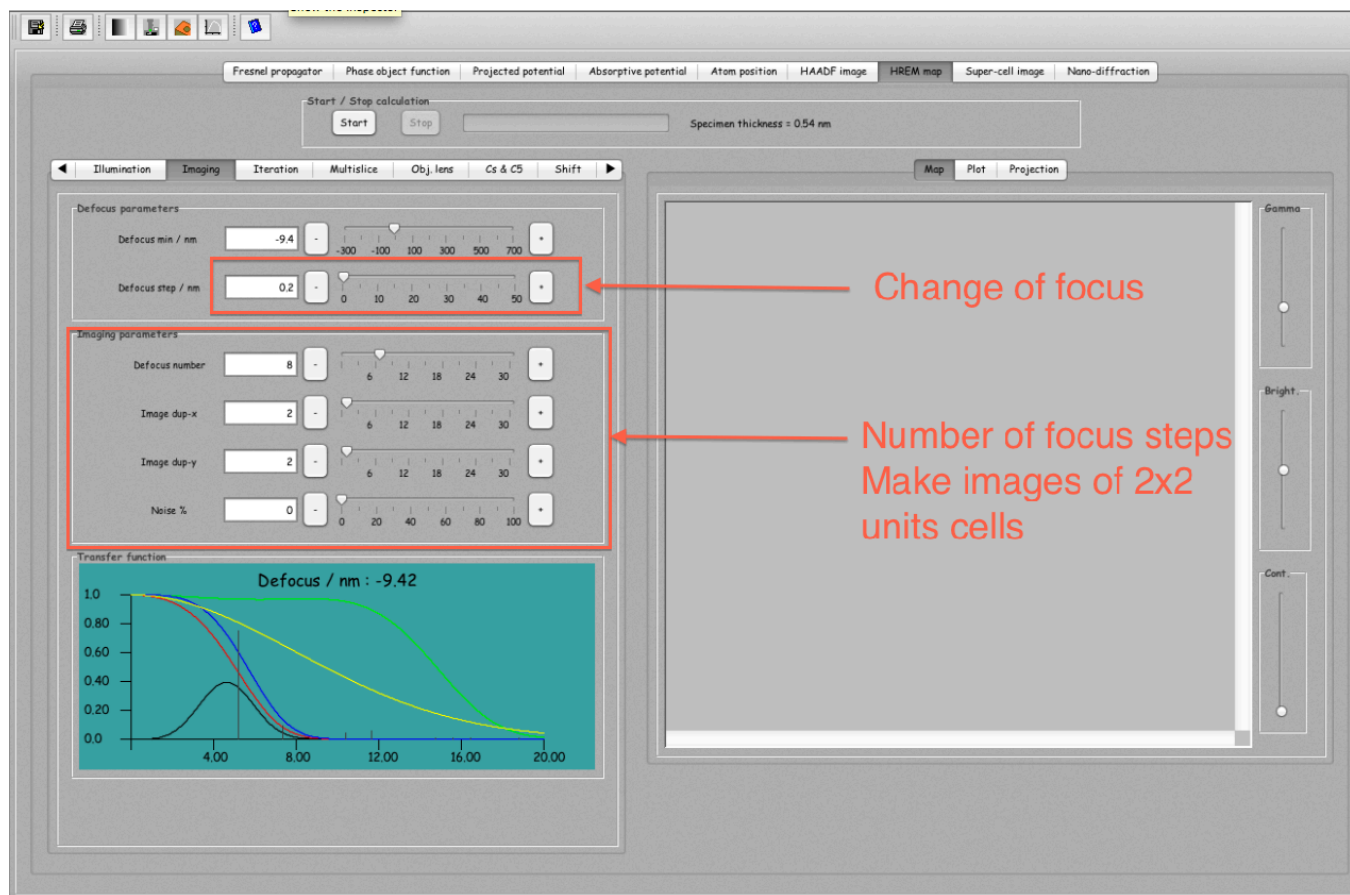 Show the inspector
Fresnel propagator Phase object function Projected potential Absorptive potential Atom position HAADF image HREM map Super-cell image Nano-diffraction
Start / Stop calculation
Start Stop Specimen thickness = 0.54 nm
Illumination Imaging Iteration Multislice Obj. lens Cs & C5 Shift
Map Plot Projection
Defocus parameters
Defocus min / nm -9.4 - +
-300 -100 100 300 500 700
Defocus step / nm 0.2 - +
0 10 20 30 40 50
Change of focus
Imaging parameters
Defocus number 8 - +
6 12 18 24 30
Image dup-x 2 - +
6 12 18 24 30
Image dup-y 2 - +
6 12 18 24 30
Noise % 0 - +
0 20 40 60 80 100
Number of focus steps
Make images of 2x2
units cells
Gamma
Bright.
Cont.
Transfer function
Defocus / nm : -9.42
1.0
0.80
0.60
0.40
0.20
0.0
4.00 8.00 12.00 16.00 20.00